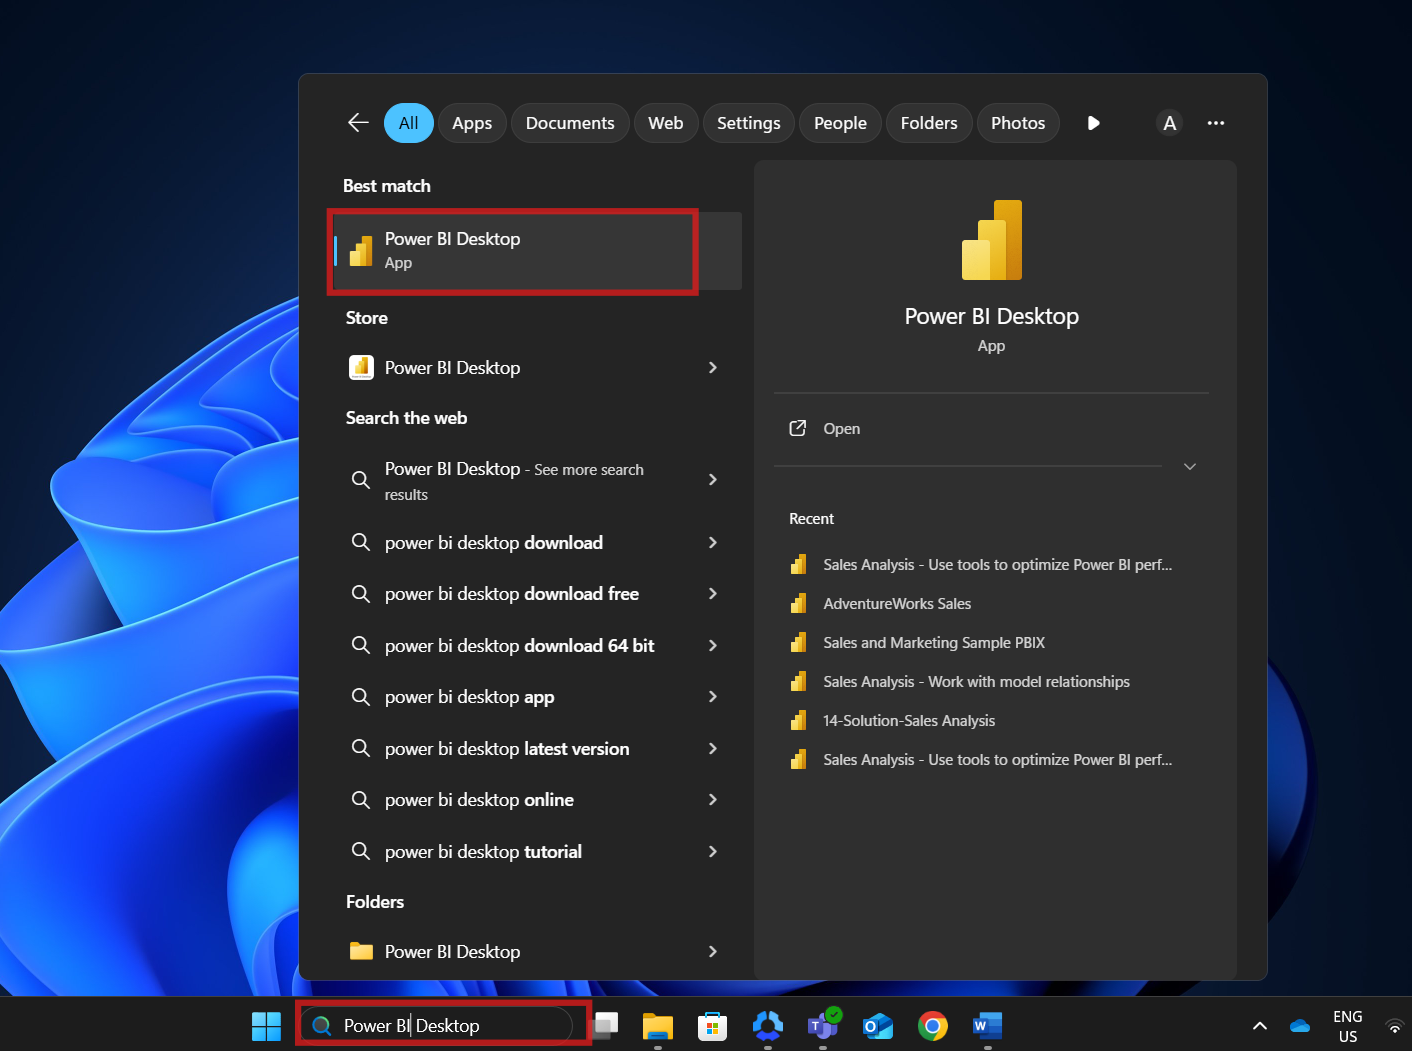 All
Apps
Documents
Web
Settings
People
Folders
Photos
A
Best match
Power BI Desktop
App
Store
Power BI Desktop
Search the web
Power BI Desktop - See more search
results
power bi desktop download
power bi desktop download free
power bi desktop download 64 bit
power bi desktop app
power bi desktop latest version
power bi desktop online
power bi desktop tutorial
Folders
Power BI Desktop
Power BI Desktop
App
Open
Recent
Sales Analysis - Use tools to optimize Power BI perf...
AdventureWorks Sales
Sales and Marketing Sample PBIX
Sales Analysis - Work with model relationships
14-Solution-Sales Analysis
Sales Analysis - Use tools to optimize Power BI perf...
Power BI Desktop
T
O
W
ENG
US